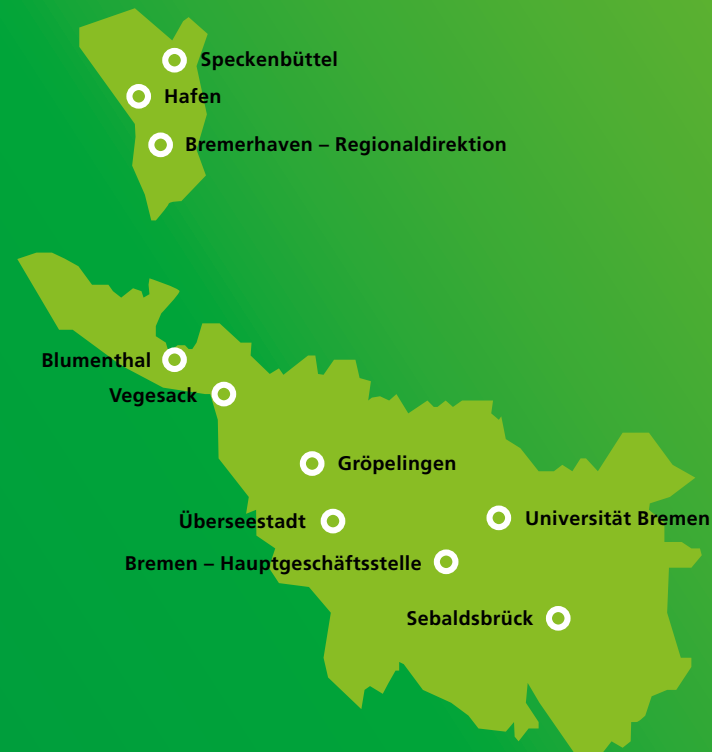 Speckenbüttel
Hafen
Bremerhaven – Regionaldirektion
Blumenthal
Vegesack
Gröpelingen
Überseestadt
Universität Bremen
Bremen – Hauptgeschäftsstelle
Sebaldsbrück